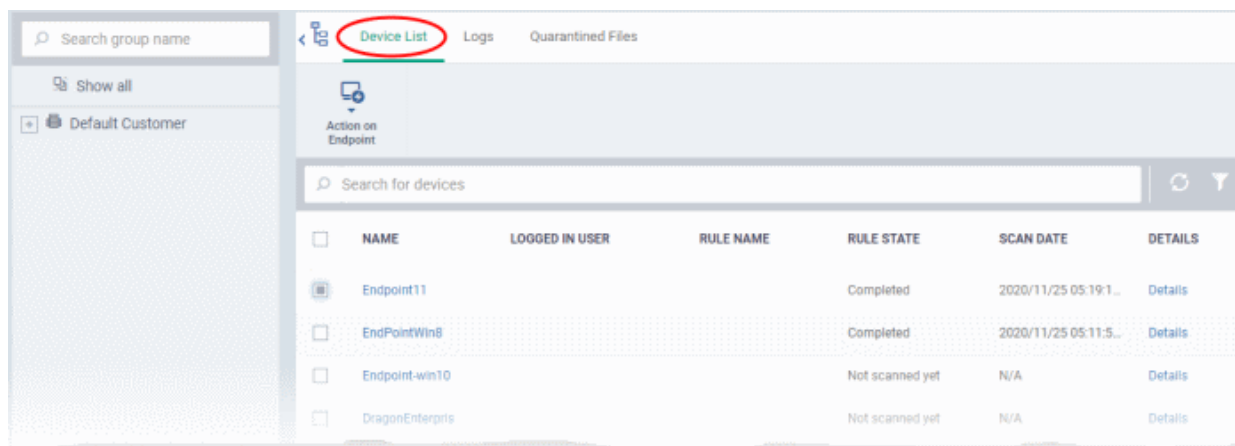 Search group name
Show all
Default Customer
Device List Logs Quarantined Files
Action on
Endpoint
Search for devices
NAME LOGGED IN USER RULE NAME RULE STATE SCAN DATE DETAILS
Endpoint11 Completed 2020/11/25 05:19:1... Details
EndPointWin8 Completed 2020/11/25 05:11:5... Details
Endpoint-win10 Not scanned yet N/A Details
DragonEnterpris Not scanned yet N/A Details